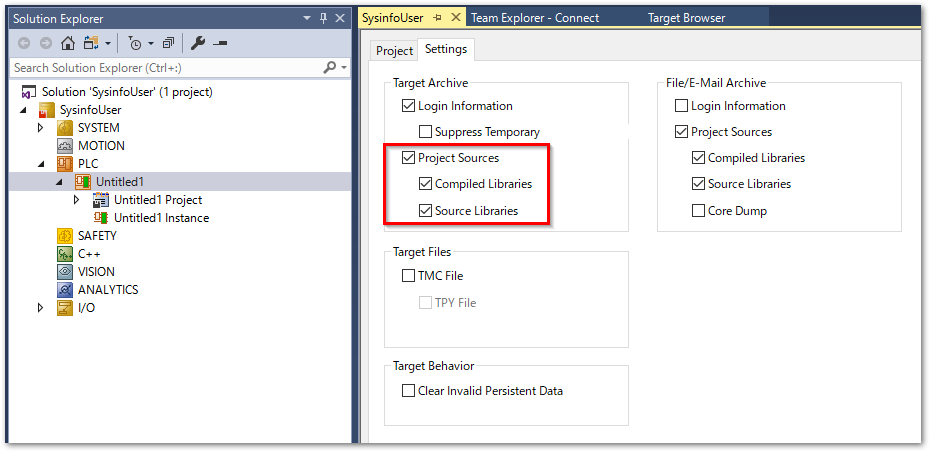 Solution Explorer
Search Solution Explorer (Ctrl+:)
Solution 'SysinfoUser' (1 project)
SysinfoUser
SYSTEM
MOTION
PLC
Untitled1
Untitled1 Project
Untitled1 Instance
SAFETY
C++
VISION
ANALYTICS
I/O
SysinfoUser
Team Explorer - Connect
Target Browser
Project
Settings
Target Archive
Login Information
Suppress Temporary
Project Sources
Compiled Libraries
Source Libraries
Target Files
TMC File
TPY File
Target Behavior
Clear Invalid Persistent Data
File/E-Mail Archive
Login Information
Project Sources
Compiled Libraries
Source Libraries
Core Dump